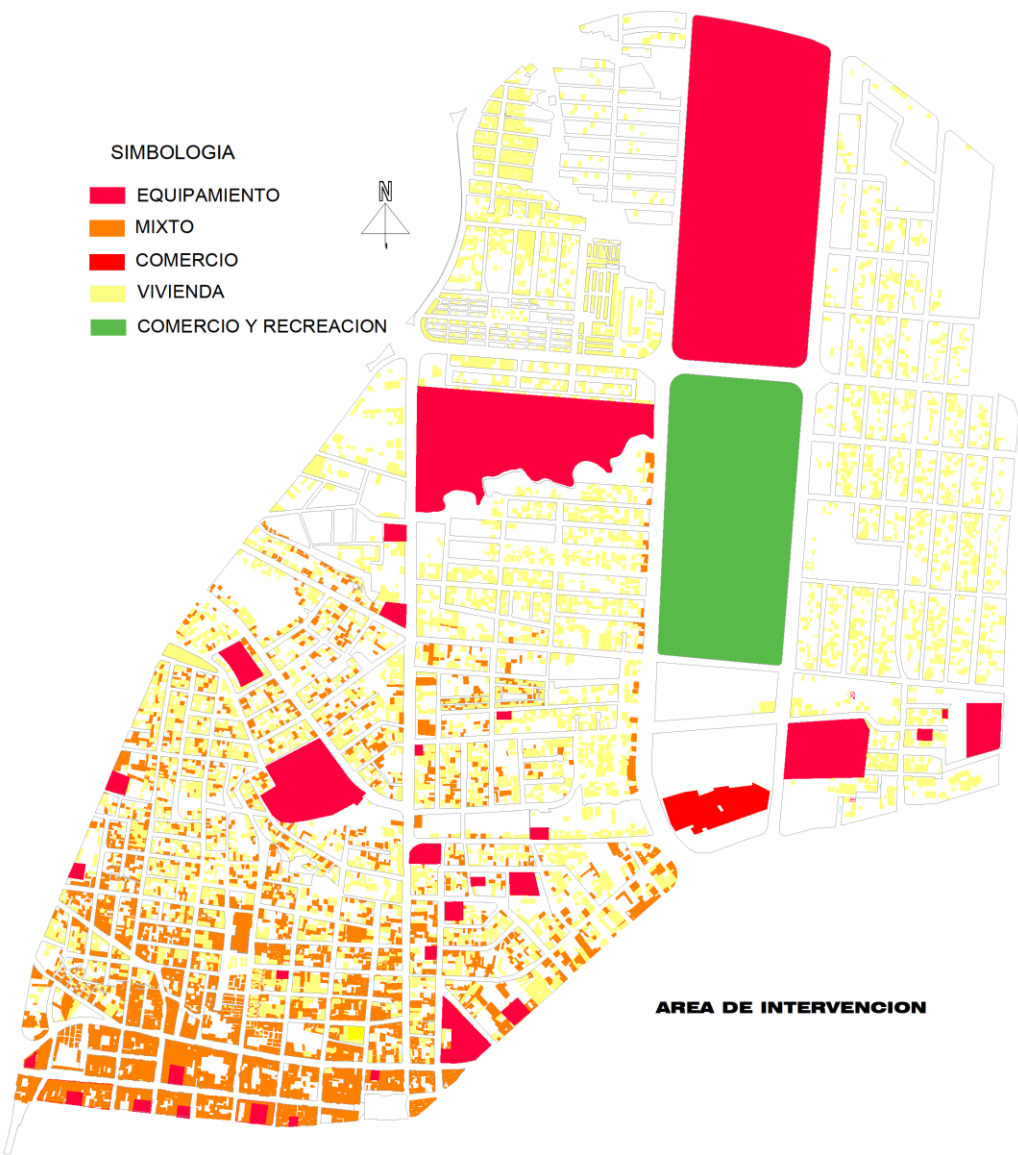 SIMBOLOGIA
EQUIPAMIENTO
N
MIXTO
COMERCIO
VIVIENDA
COMERCIO Y RECREACION
AREA DE INTERVENCION